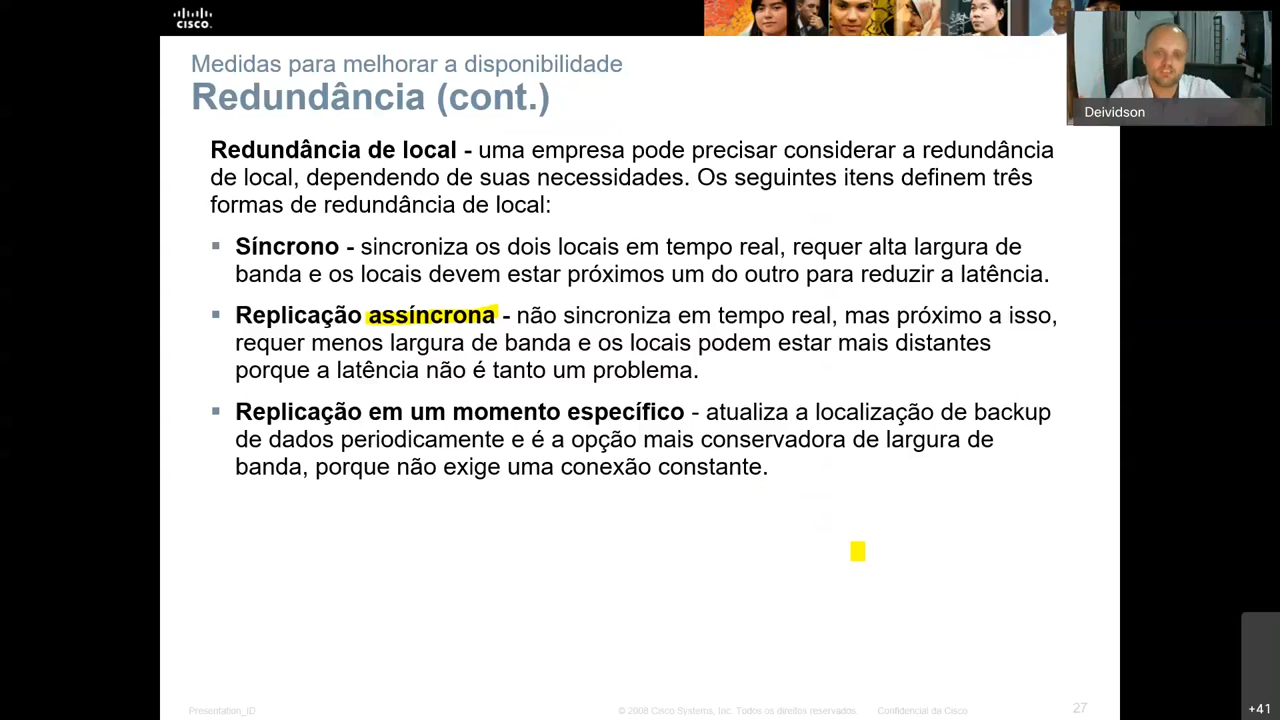 CISCO.
Deividson
Medidas para melhorar a disponibilidade
Redundância (cont.)
Redundância de local - uma empresa pode precisar considerar a redundância
de local, dependendo de suas necessidades. Os seguintes itens definem três
formas de redundância de local:
▪ Síncrono - sincroniza os dois locais em tempo real, requer alta largura de
banda e os locais devem estar próximos um do outro para reduzir a latência.
▪ Replicação assíncrona - não sincroniza em tempo real, mas próximo a isso,
requer menos largura de banda e os locais podem estar mais distantes
porque a latência não é tanto um problema.
▪ Replicação em um momento específico - atualiza a localização de backup
de dados periodicamente e é a opção mais conservadora de largura de
banda, porque não exige uma conexão constante.
Presentation_ID
© 2008 Cisco Systems, Inc. Todos os direitos reservados.
Confidencial da Cisco
27
+41